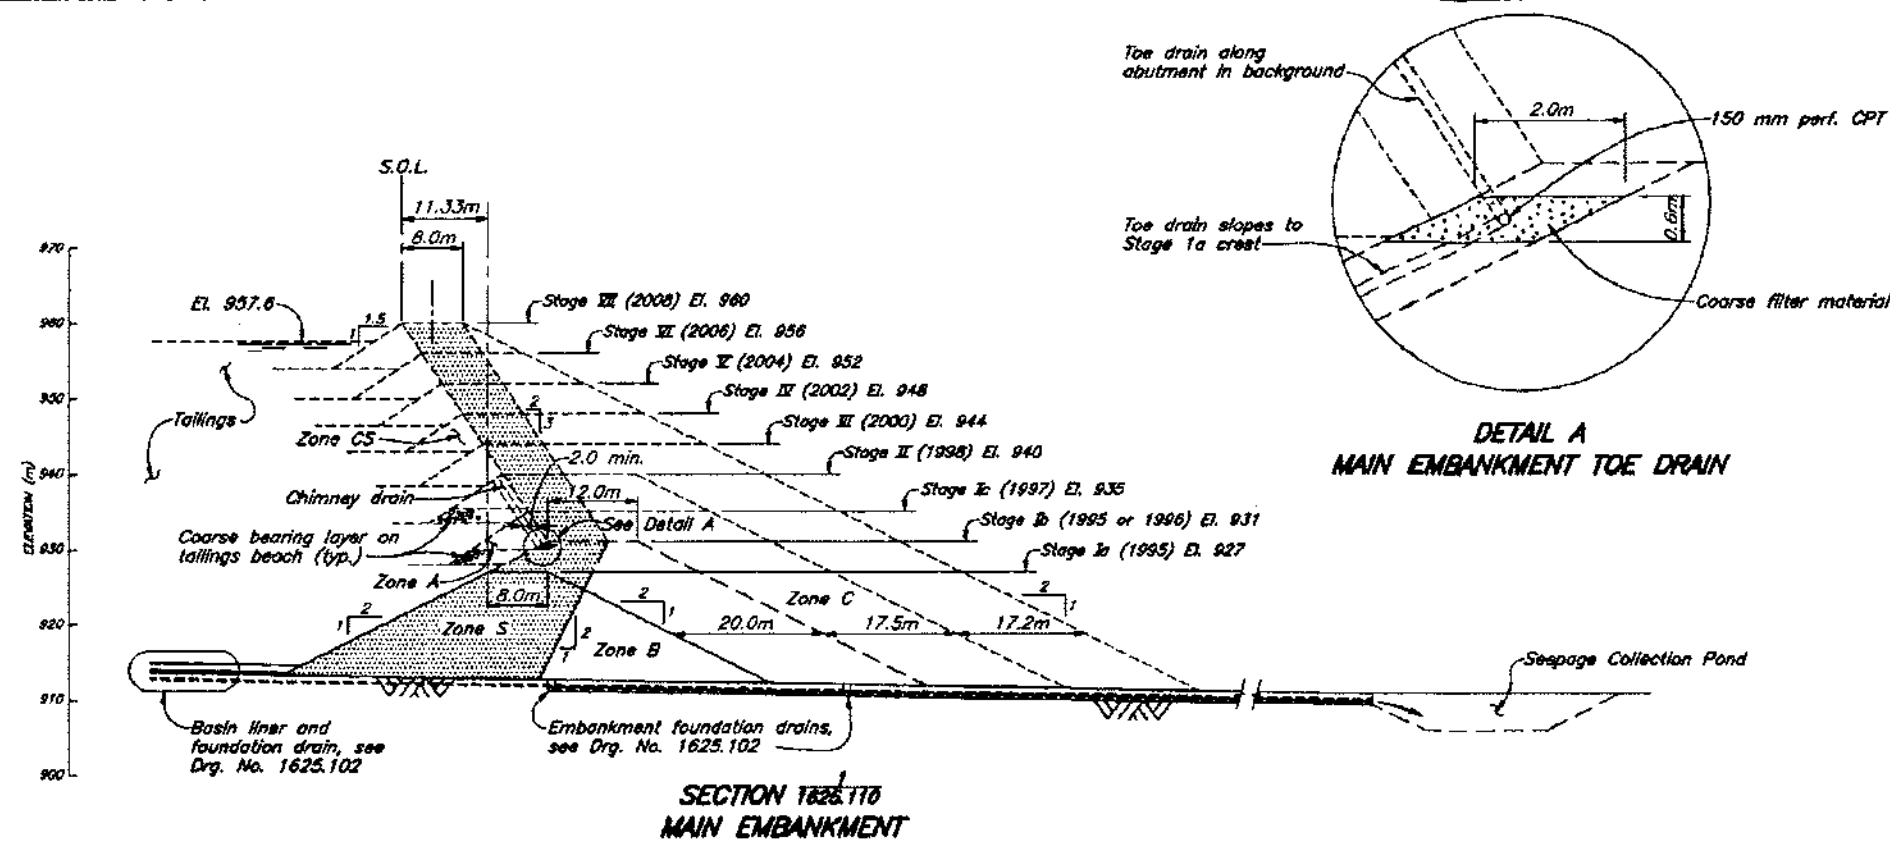 Toe drain along
abutment in background
2.0m
150 mm perf. CPT
0.6m
Toe drain slopes to
Stage 1a crest
Coarse filter material
DETAIL A
MAIN EMBANKMENT TOE DRAIN
S.O.L.
11.33m
8.0m
970
960
950
940
930
920
910
900
ELEVATION (m)
El. 957.6
1
1.5
Stage VII (2008) El. 960
Stage VI (2006) El. 956
Stage V (2004) El. 952
Stage IV (2002) El. 948
Stage III (2000) El. 944
Stage II (1998) El. 940
Stage Ic (1997) El. 935
Stage Ib (1995 or 1996) El. 931
Stage Ia (1995) El. 927
Tailings
Zone CS
2
3
2.0 min.
Chimney drain
12.0m
See Detail A
Coarse bearing layer on
tailings beach (typ.)
Zone A
8.0m
2
1
Zone S
2
1
Zone B
2
1
Zone C
2
1
20.0m
17.5m
17.2m
Seepage Collection Pond
Basin liner and
foundation drain, see
Drg. No. 1625.102
Embankment foundation drains,
see Drg. No. 1625.102
SECTION 1625.110
MAIN EMBANKMENT